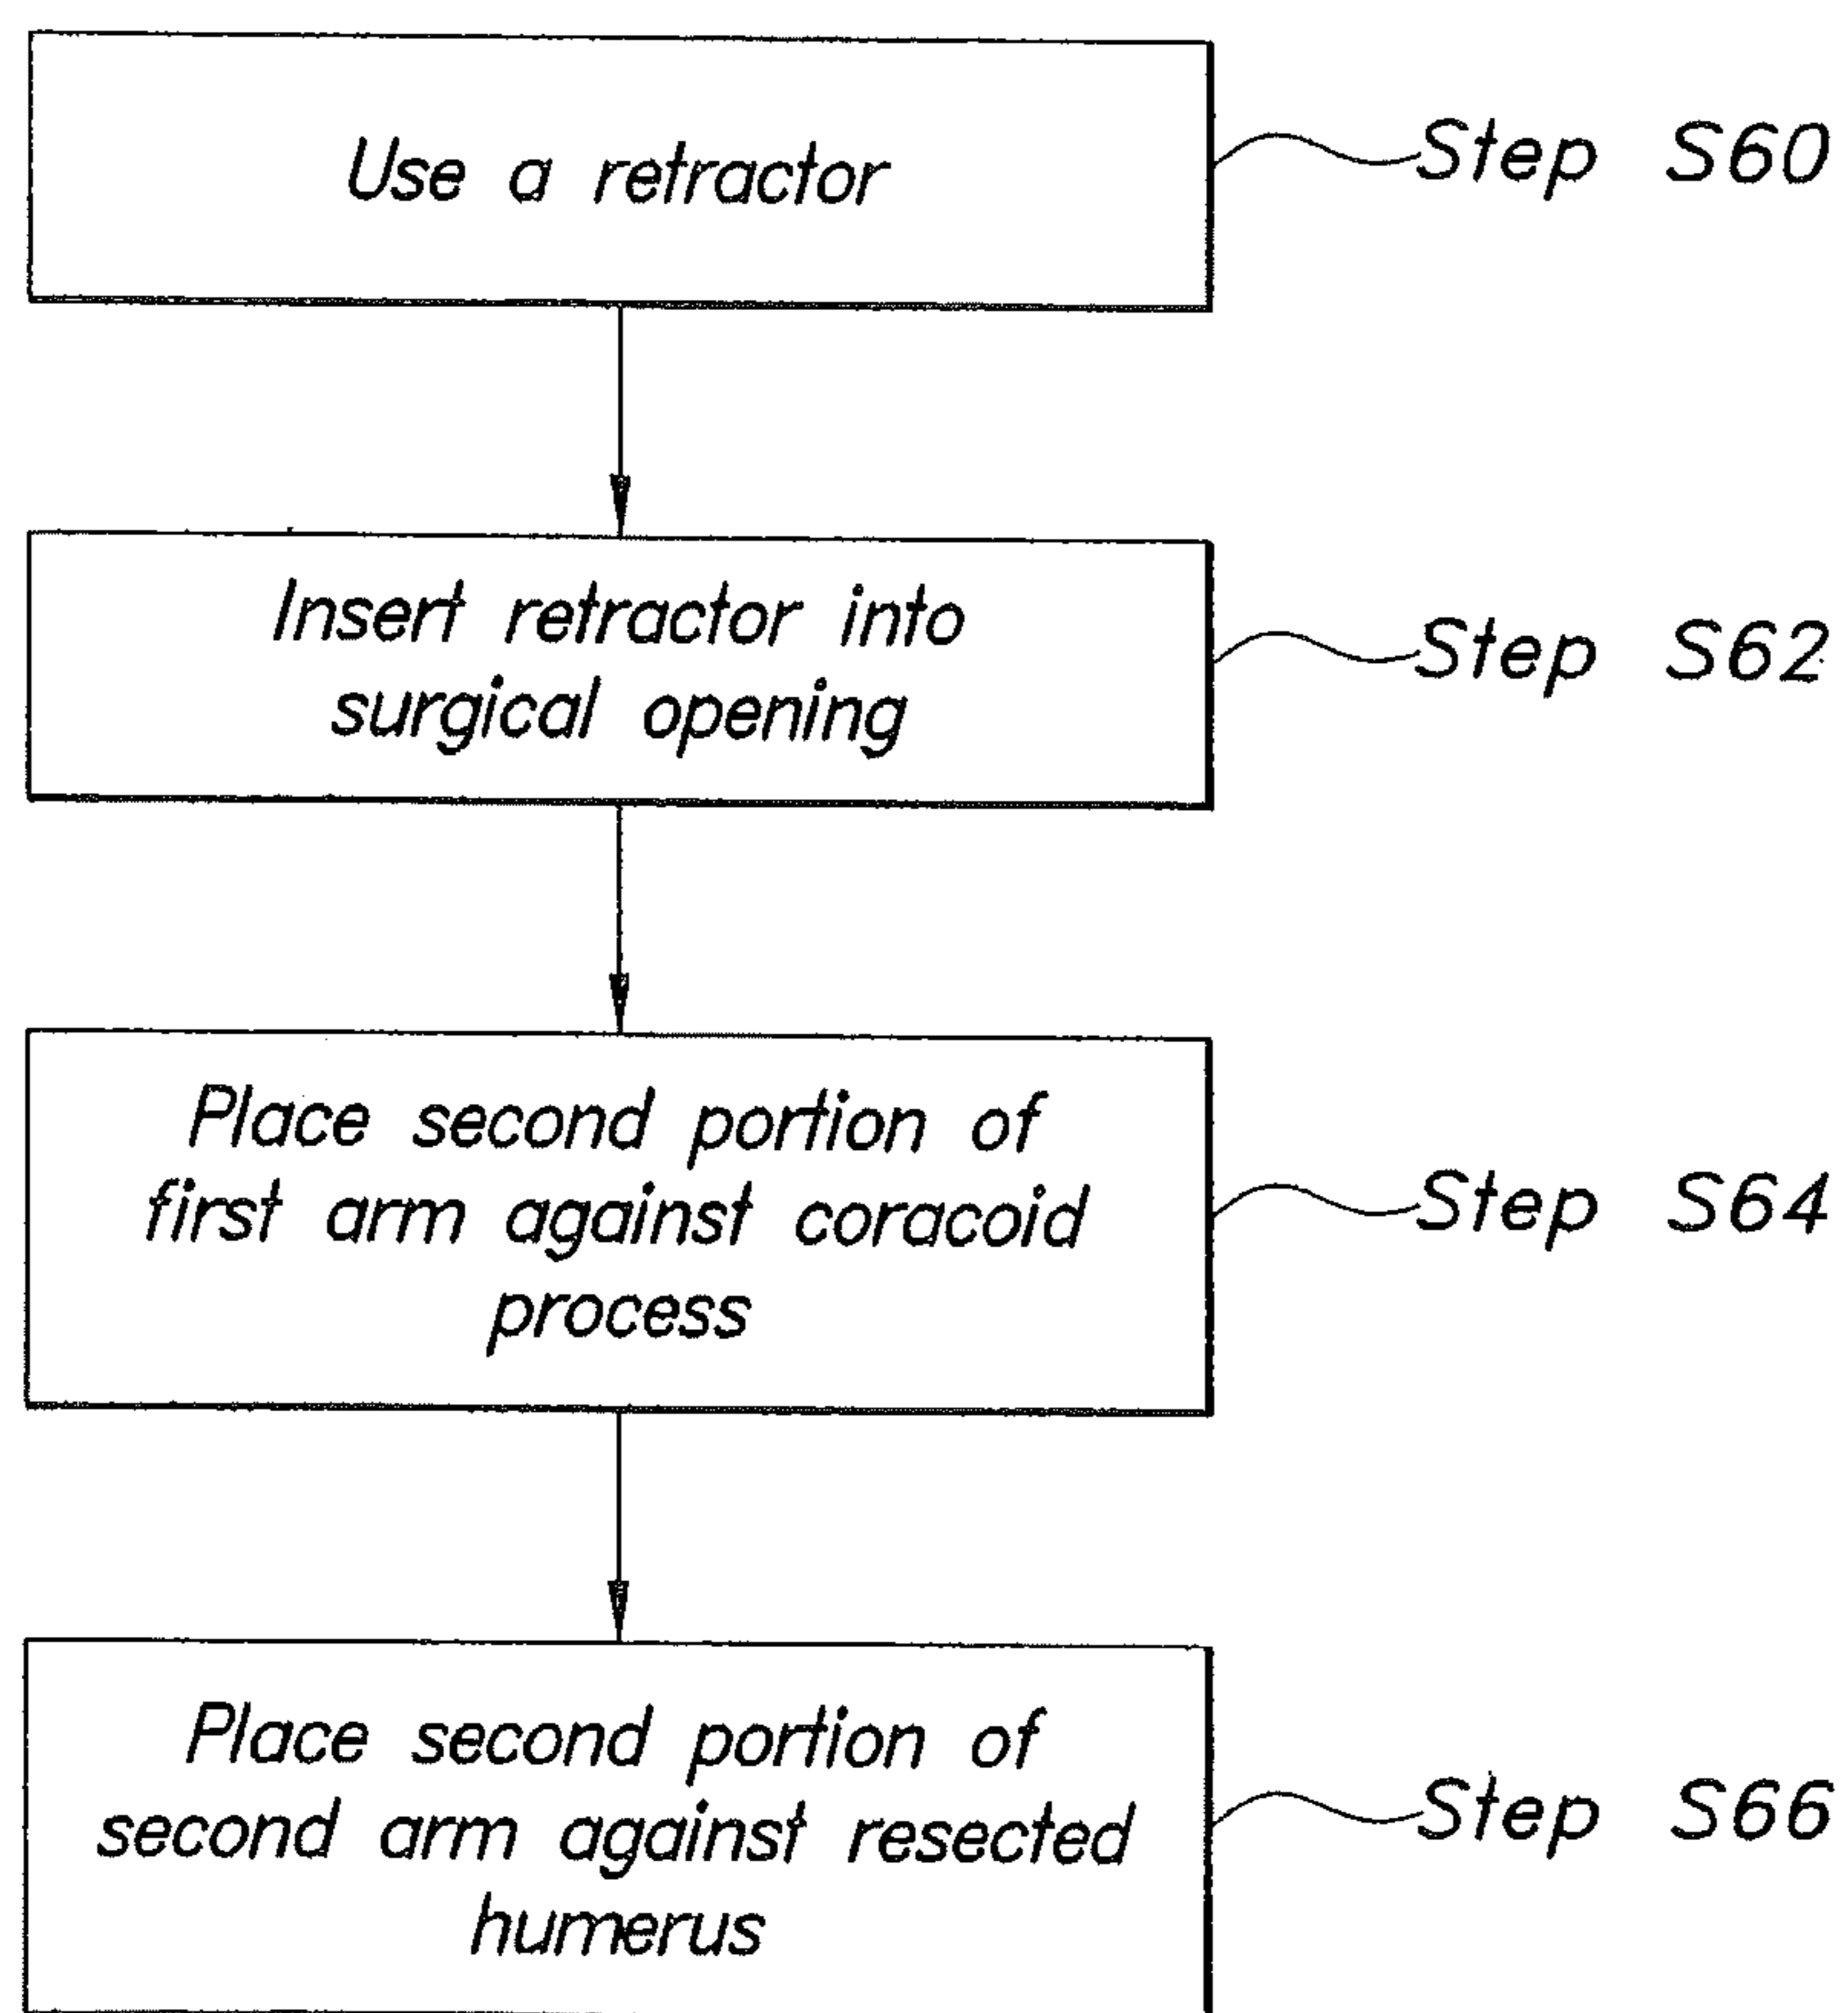 Use a retractor
Step S60
Insert retractor into
surgical opening
Step S62
Place second portion of
first arm against coracoid
process
Step S64
Place second portion of
second arm against resected
humerus
Step S66